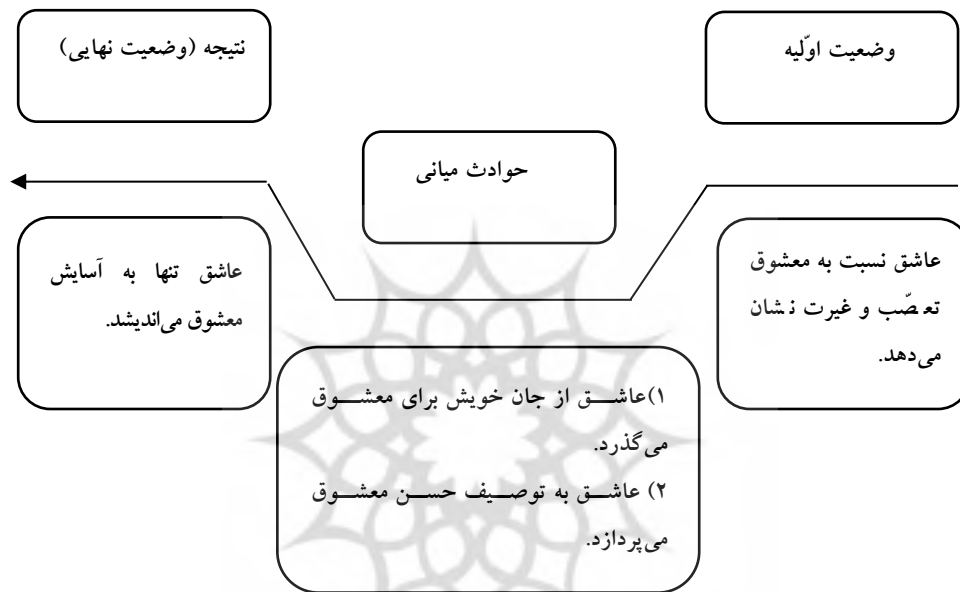 وضعیت اوّلیه
نتیجه (وضعیت نهایی)
حوادث میانی
عاشق نسبت به معشوق
تعصّب و غیرت نشان
می‌دهد.
عاشق تنها به آسایش
معشوق می‌اندیشد.
۱)عاشق از جان خویش برای معشوق
می‌گذرد.
۲) عاشق به توصیف حسن معشوق
می‌پردازد.